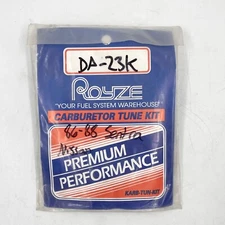 DA-23K
ROYZE
"YOUR FUEL SYSTEM WAREHOUSE"
CARBURETOR TUNE KIT
86-88 Sentra
Nissan
PREMIUM
PERFORMANCE
KARB-TUN-KIT